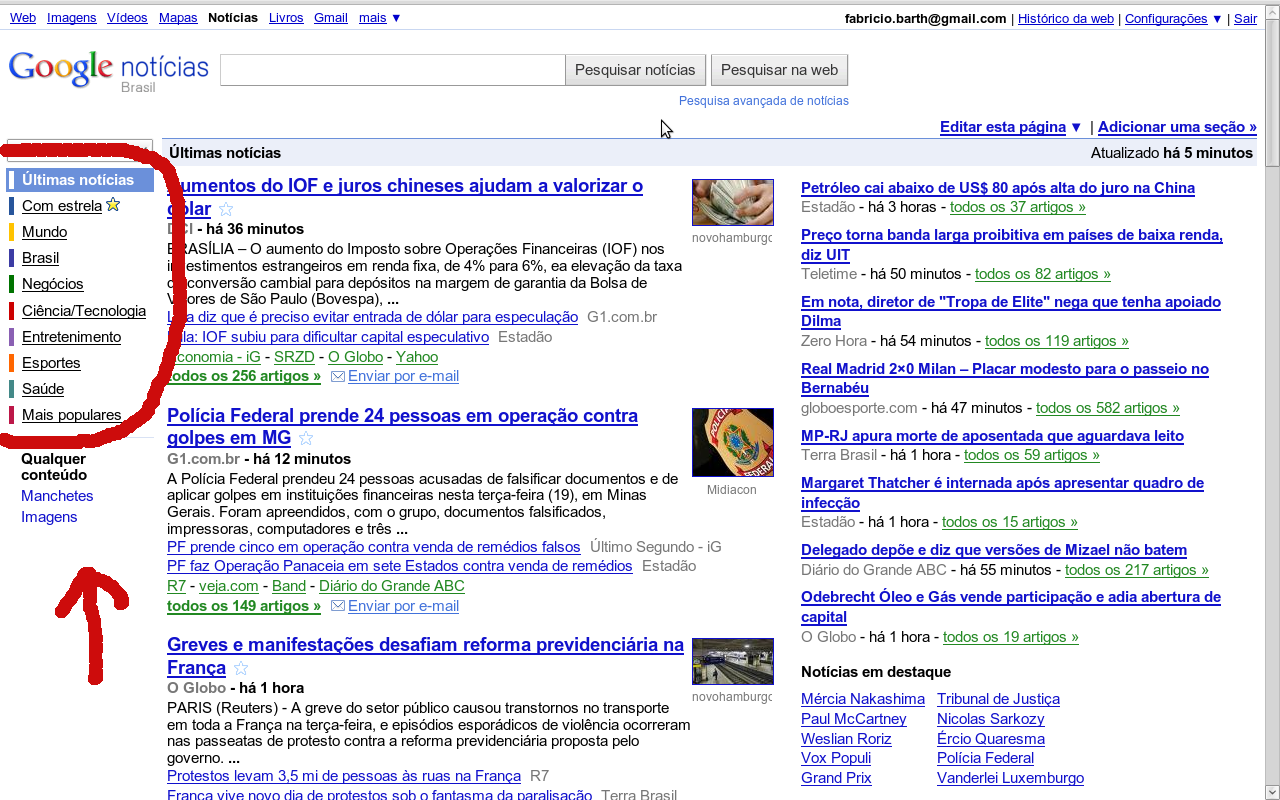 Web Imagens Vídeos Mapas Notícias Livros Gmail mais ▼
fabricio.barth@gmail.com | Histórico da web | Configurações ▼ | Sair
Google notícias
Brasil
Pesquisar notícias
Pesquisar na web
Pesquisa avançada de notícias
Editar esta página ▼ | Adicionar uma seção »
Últimas notícias
Com estrela
Mundo
Brasil
Negócios
Ciência/Tecnologia
Entretenimento
Esportes
Saúde
Mais populares
Qualquer
conteúdo
Manchetes
Imagens
Últimas notícias
Atualizado há 5 minutos
Aumentos do IOF e juros chineses ajudam a valorizar o
dólar
DCI - há 36 minutos
BRASÍLIA – O aumento do Imposto sobre Operações Financeiras (IOF) nos
investimentos estrangeiros em renda fixa, de 4% para 6%, ea elevação da taxa
de conversão cambial para depósitos na margem de garantia da Bolsa de
Valores de São Paulo (Bovespa), ...
Lula diz que é preciso evitar entrada de dólar para especulação G1.com.br
Lula: IOF subiu para dificultar capital especulativo Estadão
Economia - iG - SRZD - O Globo - Yahoo
todos os 256 artigos » Enviar por e-mail
novohamburgo
Polícia Federal prende 24 pessoas em operação contra
golpes em MG
G1.com.br - há 12 minutos
A Polícia Federal prendeu 24 pessoas acusadas de falsificar documentos e de
aplicar golpes em instituições financeiras nesta terça-feira (19), em Minas
Gerais. Foram apreendidos, com o grupo, documentos falsificados,
impressoras, computadores e três ...
PF prende cinco em operação contra venda de remédios falsos Último Segundo - iG
PF faz Operação Panaceia em sete Estados contra venda de remédios Estadão
R7 - veja.com - Band - Diário do Grande ABC
todos os 149 artigos » Enviar por e-mail
Midiacon
Greves e manifestações desafiam reforma previdenciária na
França
O Globo - há 1 hora
PARIS (Reuters) - A greve do setor público causou transtornos no transporte
em toda a França na terça-feira, e episódios esporádicos de violência ocorreram
nas passeatas de protesto contra a reforma previdenciária proposta pelo
governo. ...
Protestos levam 3,5 mi de pessoas às ruas na França R7
França vive novo dia de protestos sob o fantasma da paralisação Terra Brasil
novohamburgo
Petróleo cai abaixo de US$ 80 após alta do juro na China
Estadão - há 3 horas - todos os 37 artigos »
Preço torna banda larga proibitiva em países de baixa renda,
diz UIT
Teletime - há 50 minutos - todos os 82 artigos »
Em nota, diretor de "Tropa de Elite" nega que tenha apoiado
Dilma
Zero Hora - há 54 minutos - todos os 119 artigos »
Real Madrid 2×0 Milan – Placar modesto para o passeio no
Bernabéu
globoesporte.com - há 47 minutos - todos os 582 artigos »
MP-RJ apura morte de aposentada que aguardava leito
Terra Brasil - há 1 hora - todos os 59 artigos »
Margaret Thatcher é internada após apresentar quadro de
infecção
Estadão - há 1 hora - todos os 15 artigos »
Delegado depõe e diz que versões de Mizael não batem
Diário do Grande ABC - há 55 minutos - todos os 217 artigos »
Odebrecht Óleo e Gás vende participação e adia abertura de
capital
O Globo - há 1 hora - todos os 19 artigos »
Notícias em destaque
Mércia Nakashima Tribunal de Justiça
Paul McCartney Nicolas Sarkozy
Weslian Roriz Ércio Quaresma
Vox Populi Polícia Federal
Grand Prix Vanderlei Luxemburgo